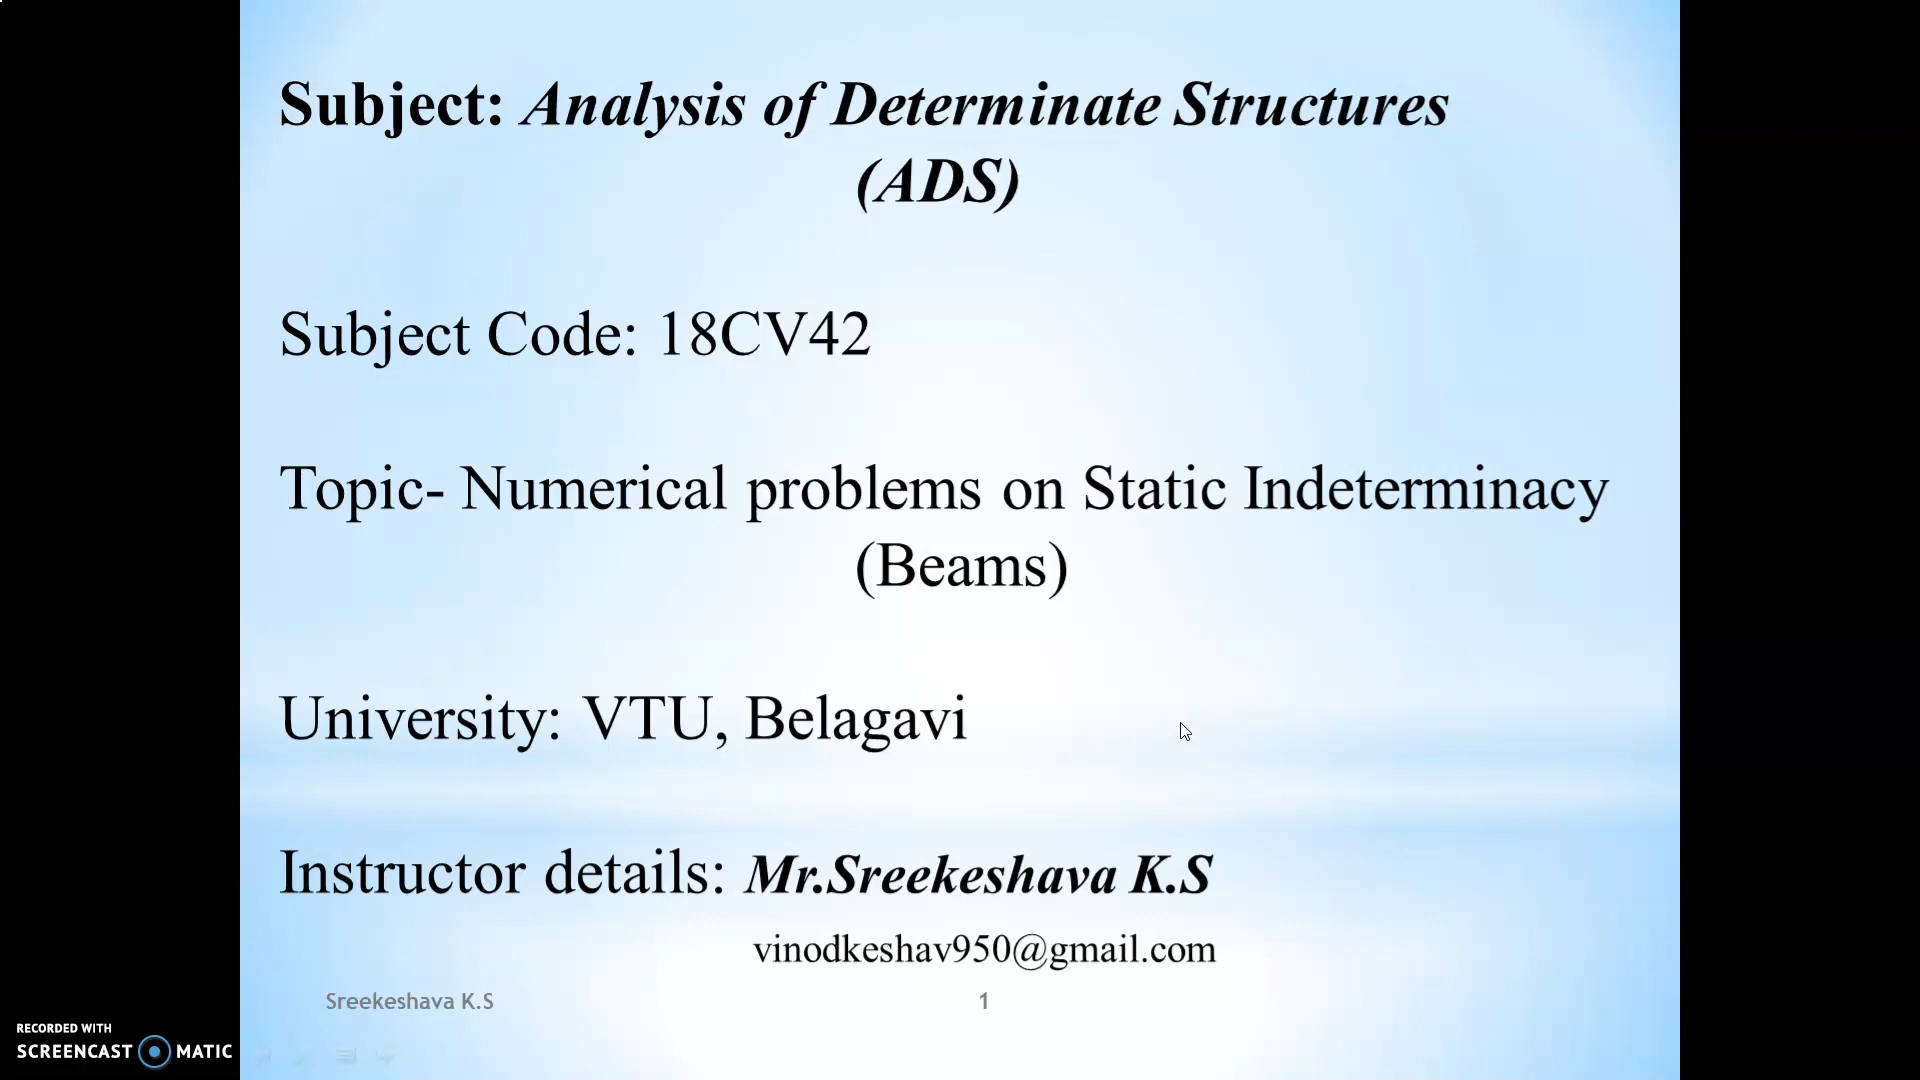 Subject: Analysis of Determinate Structures
(ADS)
Subject Code: 18CV42
Topic- Numerical problems on Static Indeterminacy
(Beams)
University: VTU, Belagavi
Instructor details: Mr.Sreekeshava K.S
vinodkeshav950@gmail.com
Sreekeshava K.S 1
RECORDED WITH
SCREENCAST MATIC